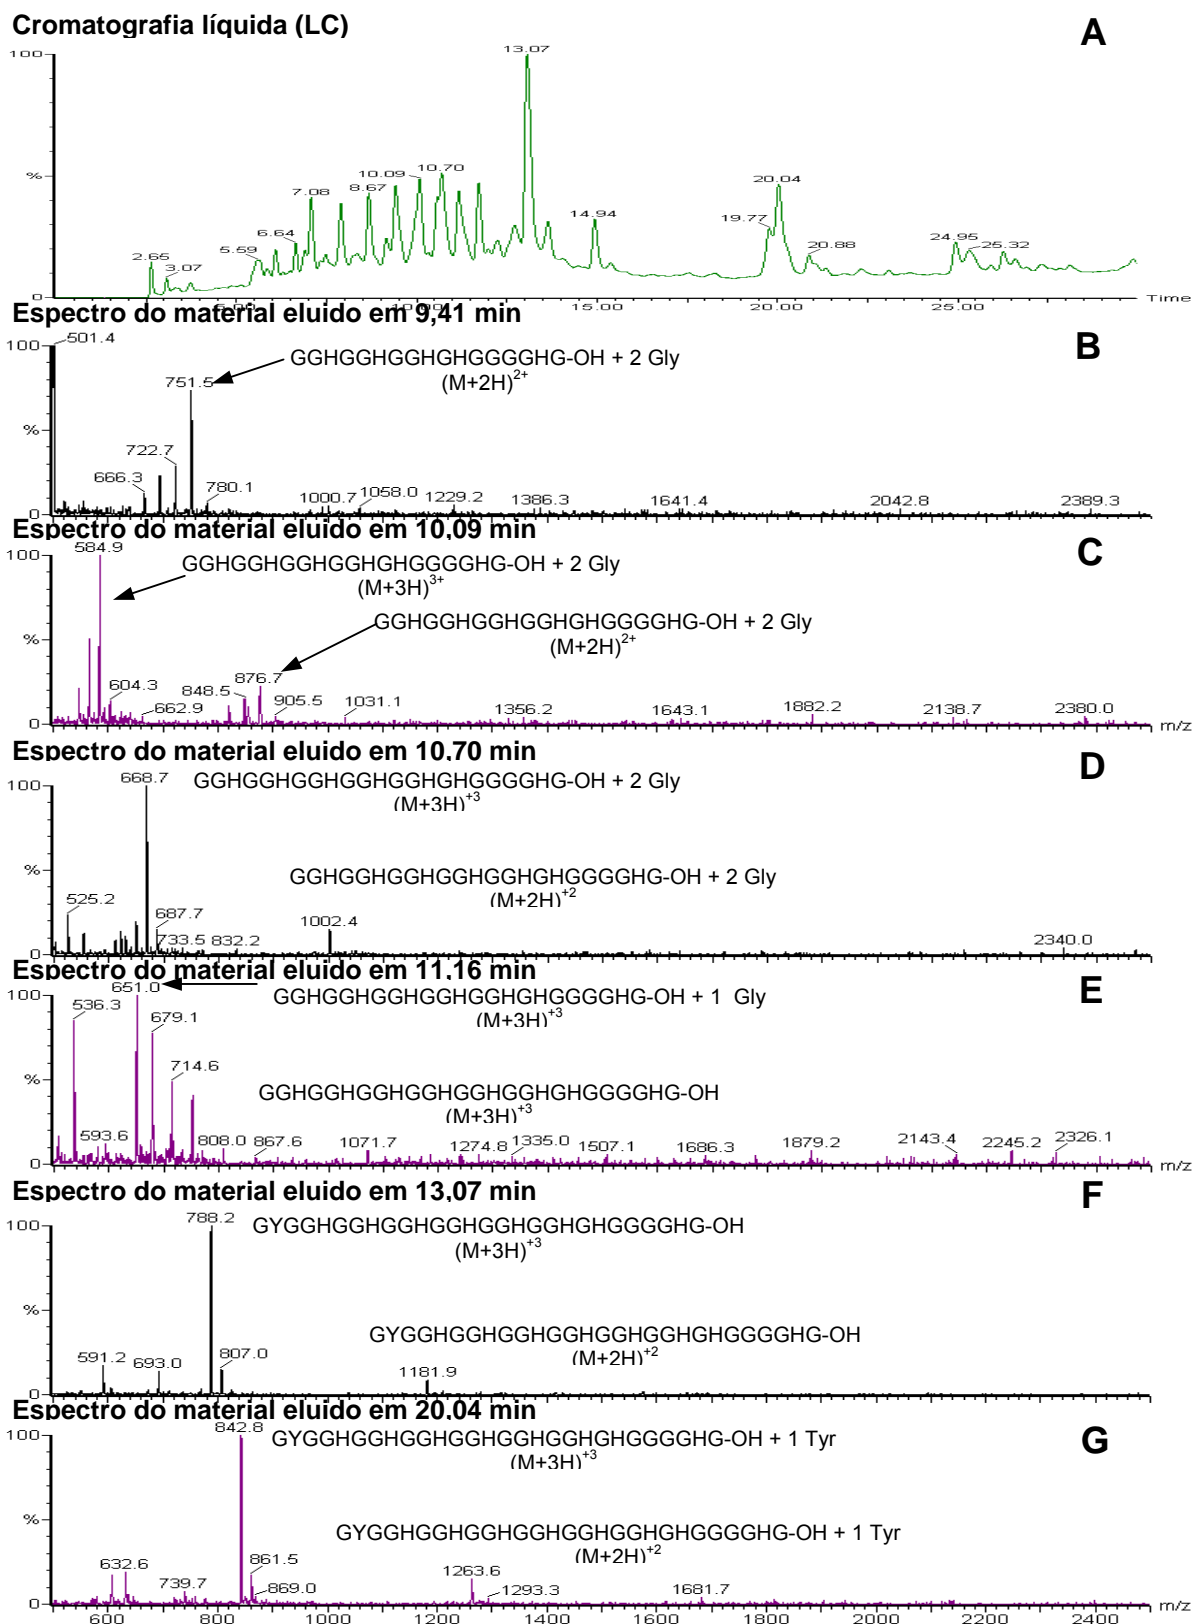 Cromatografia líquida (LC)
A
100
13.07
%
10.09
10.70
7.08
8.67
20.04
6.64
14.94
19.77
5.59
20.88
24.95
25.32
2.65
3.07
0
15.00
20.00
25.00
Time
Espectro do material eluido em 9,41 min
B
100
501.4
GGHGGHGGHGHGGGGHG-OH + 2 Gly
(M+2H)2+
751.5
%
722.7
666.3
780.1
1000.7
1058.0
1229.2
1386.3
1641.4
2042.8
2389.3
0
Espectro do material eluido em 10,09 min
C
100
584.9
GGHGGHGGHGGHGHGGGGHG-OH + 2 Gly
(M+3H)3+
GGHGGHGGHGGHGHGGGGHG-OH + 2 Gly
(M+2H)2+
%
876.7
604.3
848.5
662.9
905.5
1031.1
1356.2
1643.1
1882.2
2138.7
2380.0
0
m/z
Espectro do material eluido em 10,70 min
D
100
668.7
GGHGGHGGHGGHGGHGHGGGGHG-OH + 2 Gly
(M+3H)+3
%
GGHGGHGGHGGHGGHGHGGGGHG-OH + 2 Gly
(M+2H)+2
525.2
687.7
733.5
832.2
1002.4
2340.0
0
Espectro do material eluido em 11,16 min
E
100
651.0
GGHGGHGGHGGHGGHGHGGGGHG-OH + 1 Gly
(M+3H)+3
536.3
679.1
%
714.6
GGHGGHGGHGGHGGHGGHGHGGGGHG-OH
(M+3H)+3
593.6
808.0
867.6
1071.7
1274.8
1335.0
1507.1
1686.3
1879.2
2143.4
2245.2
2326.1
0
m/z
Espectro do material eluido em 13,07 min
F
100
788.2
GYGGHGGHGGHGGHGGHGGHGHGGGGHG-OH
(M+3H)+3
%
GYGGHGGHGGHGGHGGHGGHGHGGGGHG-OH
(M+2H)+2
591.2
693.0
807.0
1181.9
0
Espectro do material eluido em 20,04 min
G
100
842.8
GYGGHGGHGGHGGHGGHGGHGHGGGGHG-OH + 1 Tyr
(M+3H)+3
%
GYGGHGGHGGHGGHGGHGGHGHGGGGHG-OH + 1 Tyr
(M+2H)+2
632.6
739.7
861.5
869.0
1263.6
1293.3
1681.7
0
m/z
600
1000
1200
1400
1600
1800
2000
2200
2400